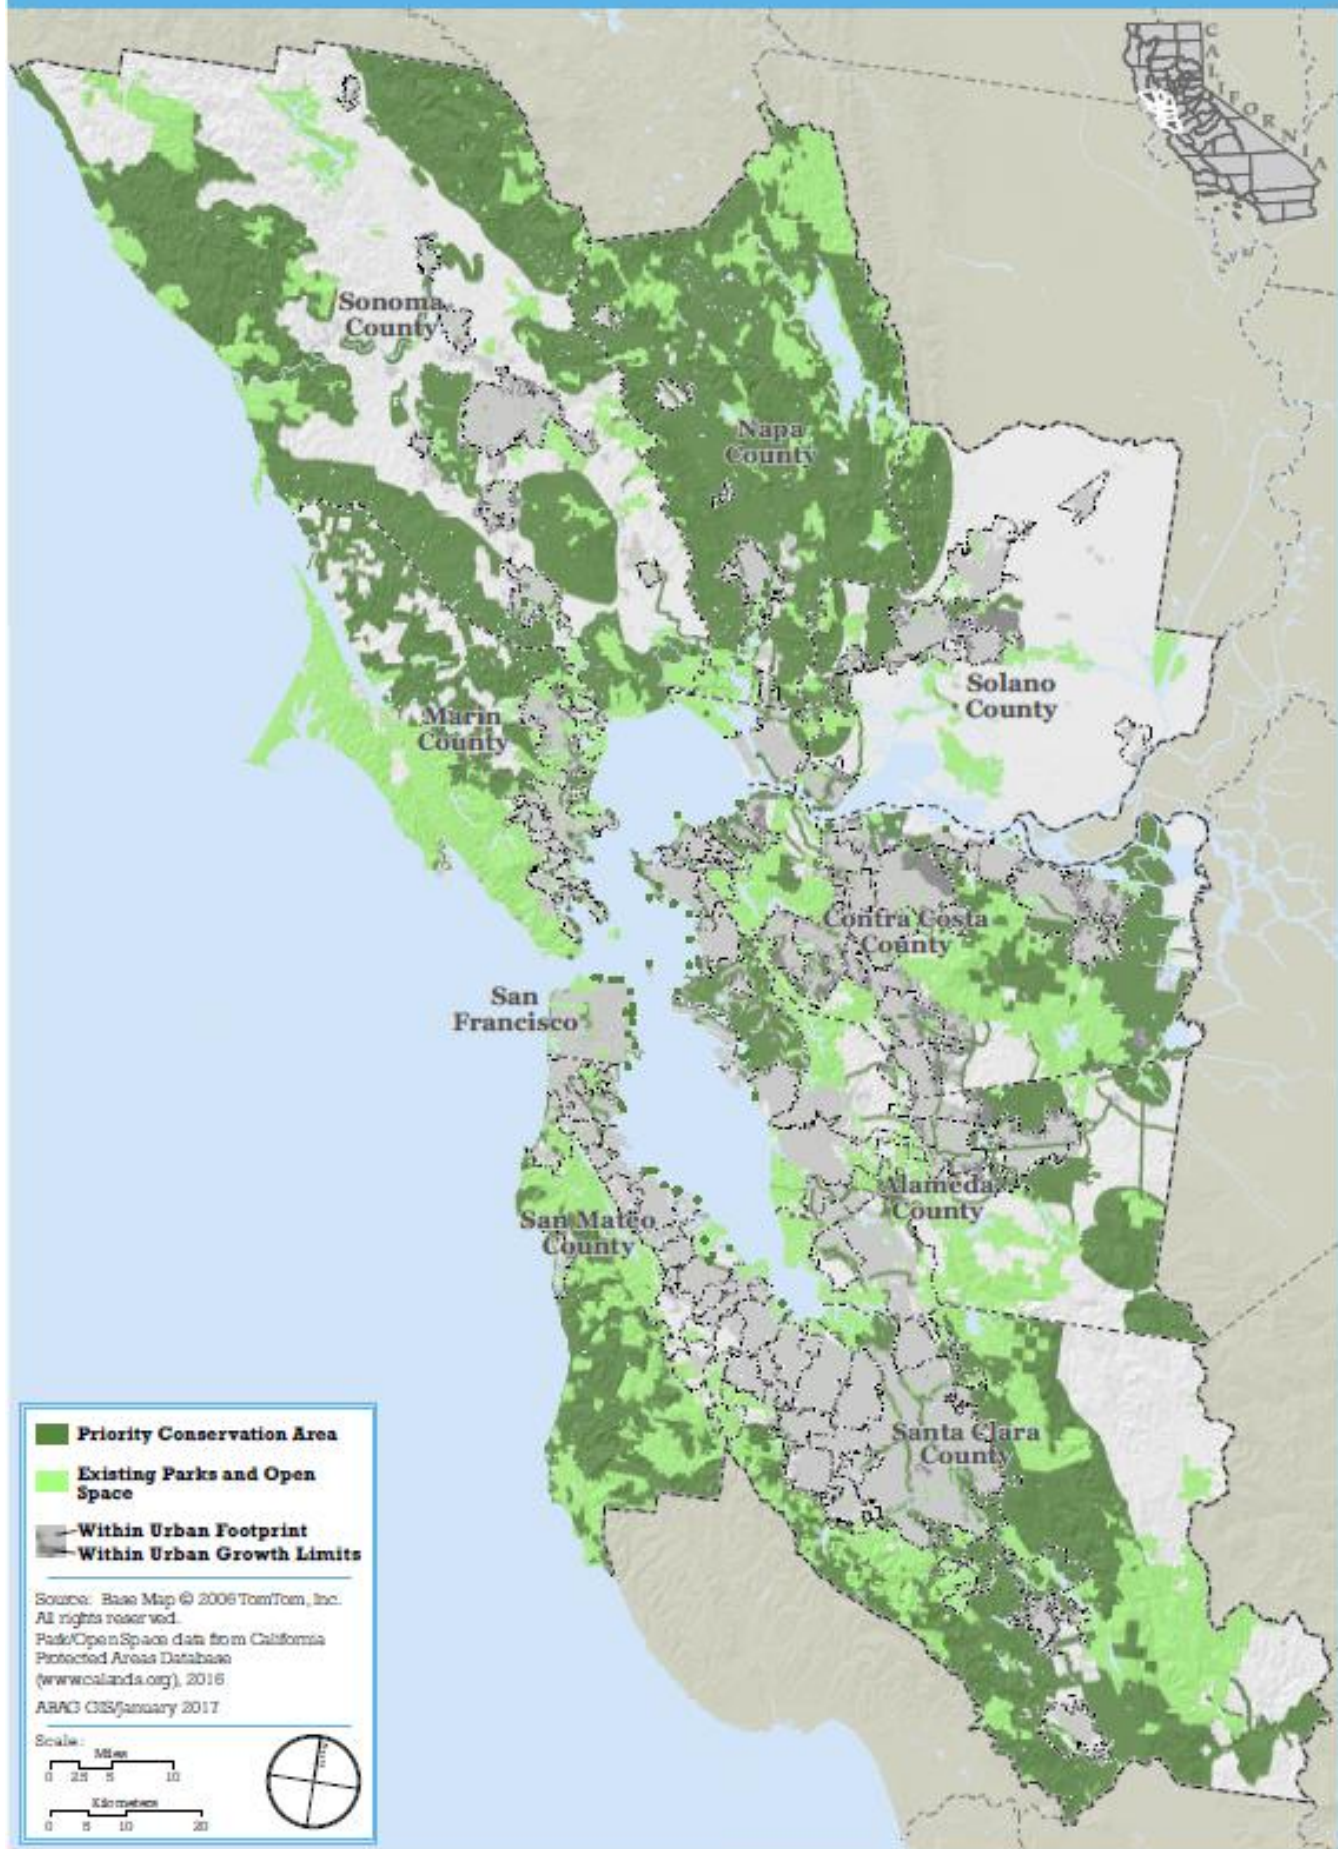 CALIFORNIA
Sonoma
County
Napa
County
Solano
County
Marin
County
Contra Costa
County
San
Francisco
Alameda
County
San Mateo
County
Santa Clara
County
Priority Conservation Area
Existing Parks and Open
Space
Within Urban Footprint
Within Urban Growth Limits
Source: Base Map © 2006 TomTom, Inc.
All rights reserved.
Park/Open Space data from California
Protected Areas Database
(www.calands.org), 2016
ABAG GIS/January 2017
Scale:
Miles
0 2.5 5 10
Kilometers
0 5 10 20